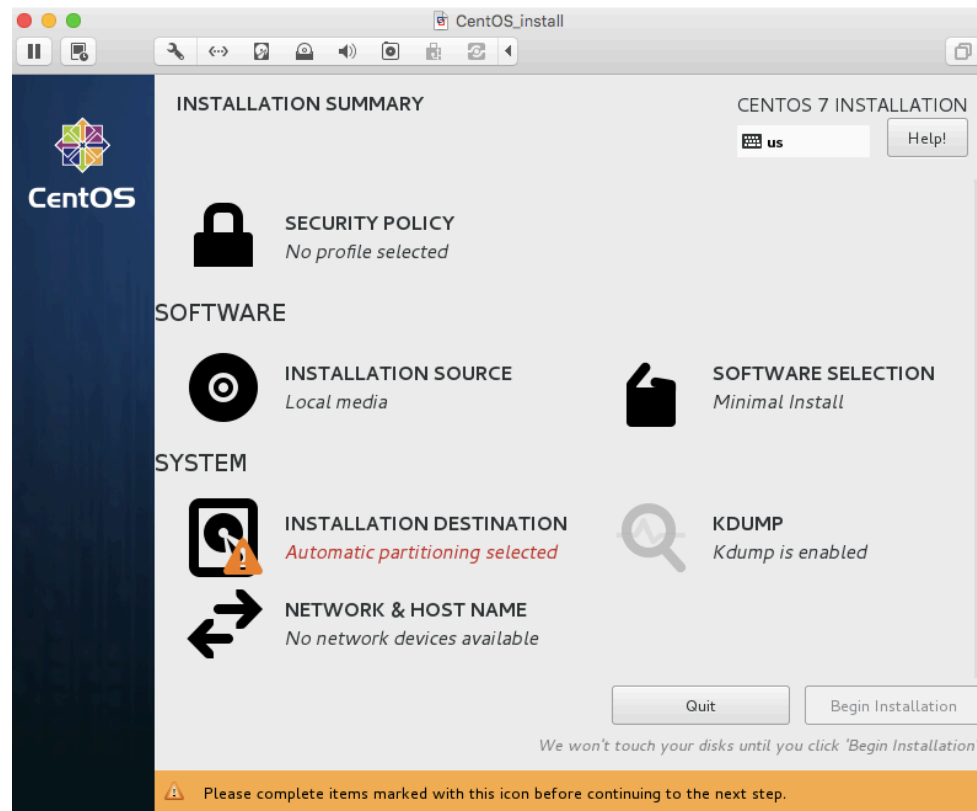 CentOS_install
INSTALLATION SUMMARY
CENTOS 7 INSTALLATION
us
Help!
CentOS
SECURITY POLICY
No profile selected
SOFTWARE
INSTALLATION SOURCE
Local media
SOFTWARE SELECTION
Minimal Install
SYSTEM
INSTALLATION DESTINATION
Automatic partitioning selected
KDUMP
Kdump is enabled
NETWORK & HOST NAME
No network devices available
Quit
Begin Installation
We won't touch your disks until you click 'Begin Installation
Please complete items marked with this icon before continuing to the next step.